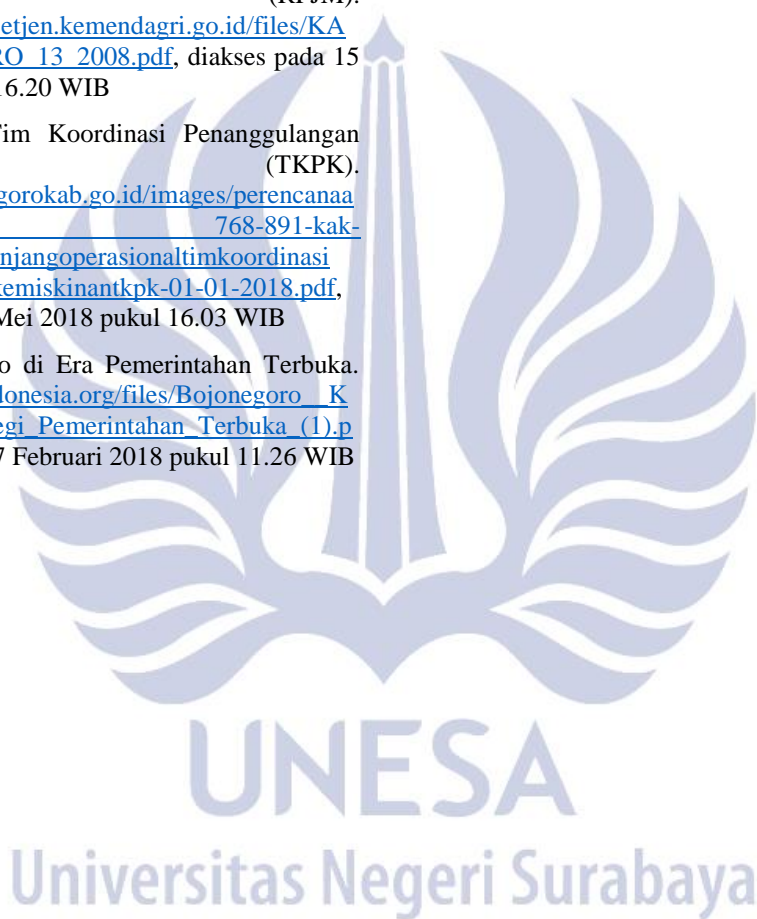 (RPJM).
etjen.kemendagri.go.id/files/KA
RO_13_2008.pdf, diakses pada 15
16.20 WIB
Tim Koordinasi Penanggulangan
(TKPK).
gorokab.go.id/images/perencanaa
768-891-kak-
njangoperasionaltimkoordinasi
kemiskinantkpk-01-01-2018.pdf,
Mei 2018 pukul 16.03 WIB
o di Era Pemerintahan Terbuka.
donesia.org/files/Bojonegoro__K
egi_Pemerintahan_Terbuka_(1).p
7 Februari 2018 pukul 11.26 WIB
UNESA
Universitas Negeri Surabaya